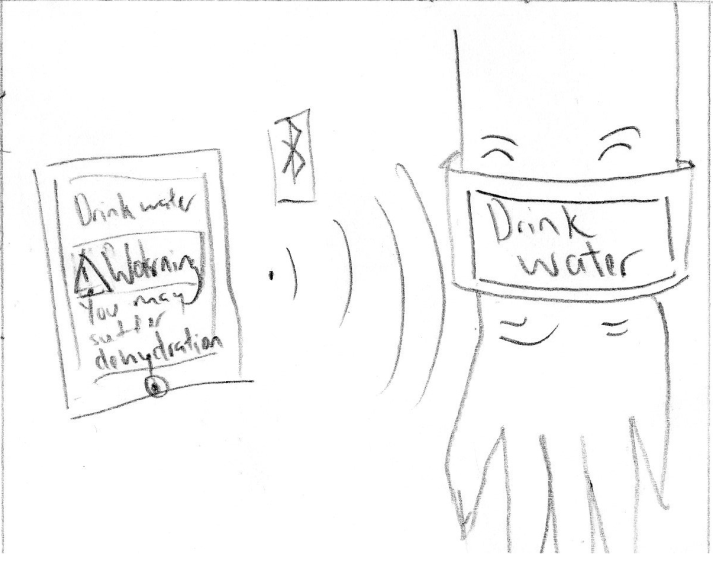 Drink water
Warning
You may
suffer
dehydration
Drink
water